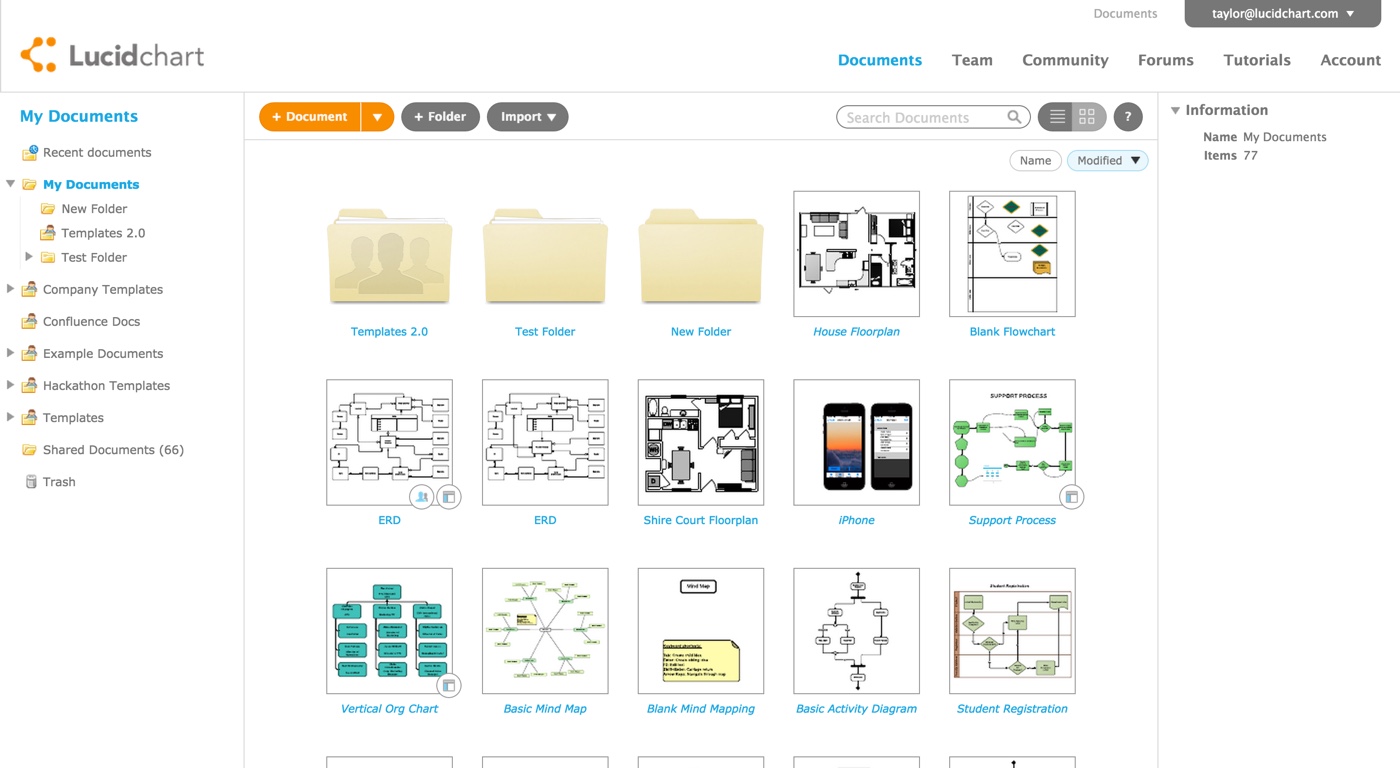 Documents
taylor@lucidchart.com ▼
Lucidchart
Documents Team Community Forums Tutorials Account
My Documents
Recent documents
My Documents
New Folder
Templates 2.0
Test Folder
Company Templates
Confluence Docs
Example Documents
Hackathon Templates
Templates
Shared Documents (66)
Trash
+ Document ▼
+ Folder
Import ▼
Search Documents
?
Name
Modified ▼
Templates 2.0
Test Folder
New Folder
House Floorplan
Blank Flowchart
SUPPORT PROCESS
ERD
ERD
Shire Court Floorplan
iPhone
Support Process
Mind Map
Student Registration
Vertical Org Chart
Basic Mind Map
Blank Mind Mapping
Basic Activity Diagram
Student Registration
Information
Name My Documents
Items 77